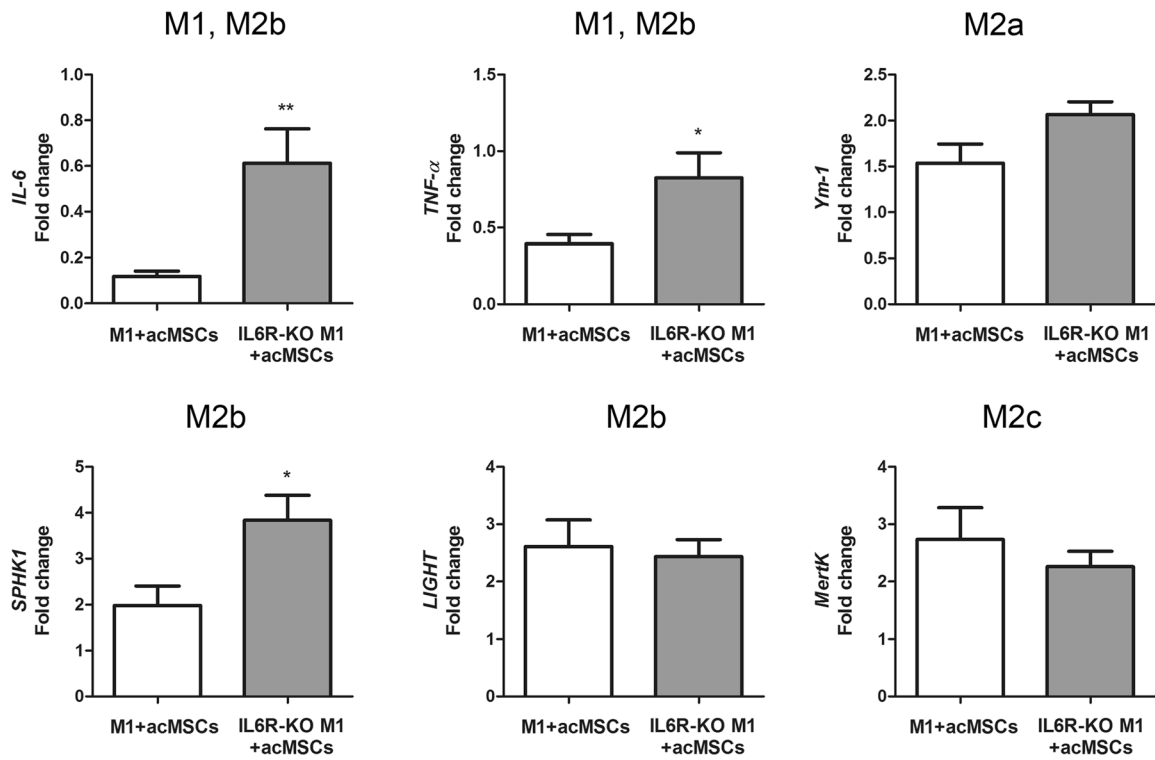 M1, M2b
IL-6
Fold change
1.0
0.8
0.6
0.4
0.2
0.0
**
M1+acMSCs
IL6R-KO M1
+acMSCs
M1, M2b
TNF-α
Fold change
1.5
1.0
0.5
0.0
*
M1+acMSCs
IL6R-KO M1
+acMSCs
M2a
Ym-1
Fold change
2.5
2.0
1.5
1.0
0.5
0.0
M1+acMSCs
IL6R-KO M1
+acMSCs
M2b
SPHK1
Fold change
5
4
3
2
1
0
*
M1+acMSCs
IL6R-KO M1
+acMSCs
M2b
LIGHT
Fold change
4
3
2
1
0
M1+acMSCs
IL6R-KO M1
+acMSCs
M2c
MertK
Fold change
4
3
2
1
0
M1+acMSCs
IL6R-KO M1
+acMSCs